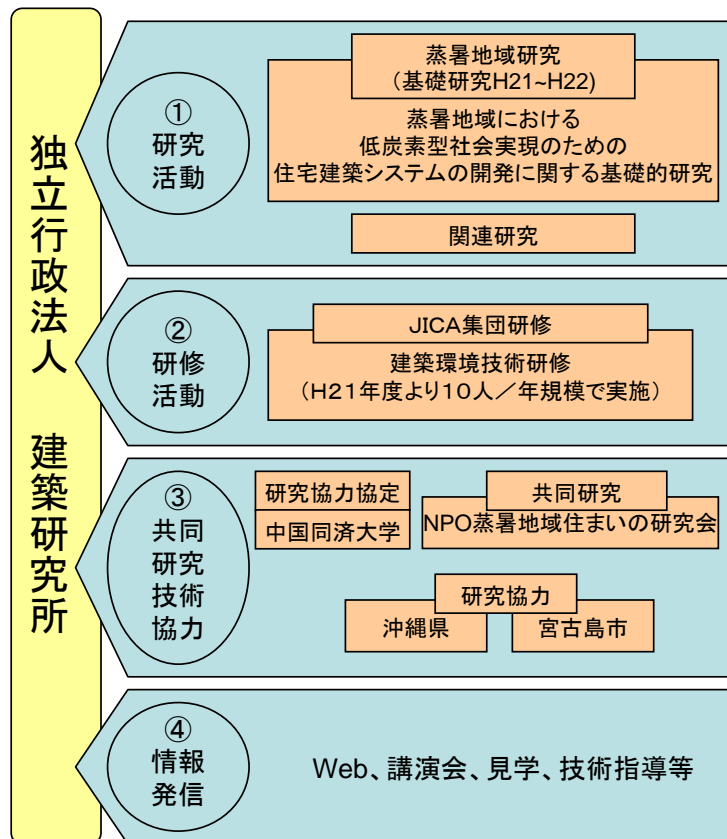 独立行政法人 建築研究所
①
研究
活動
蒸暑地域研究
（基礎研究H21~H22)
蒸暑地域における
低炭素型社会実現のための
住宅建築システムの開発に関する基礎的研究
関連研究
②
研修
活動
JICA集団研修
建築環境技術研修
（H２１年度より１０人／年規模で実施）
③
共同
研究
技術
協力
研究協力協定
中国同済大学
共同研究
NPO蒸暑地域住まいの研究会
研究協力
沖縄県
宮古島市
④
情報
発信
Web、講演会、見学、技術指導等